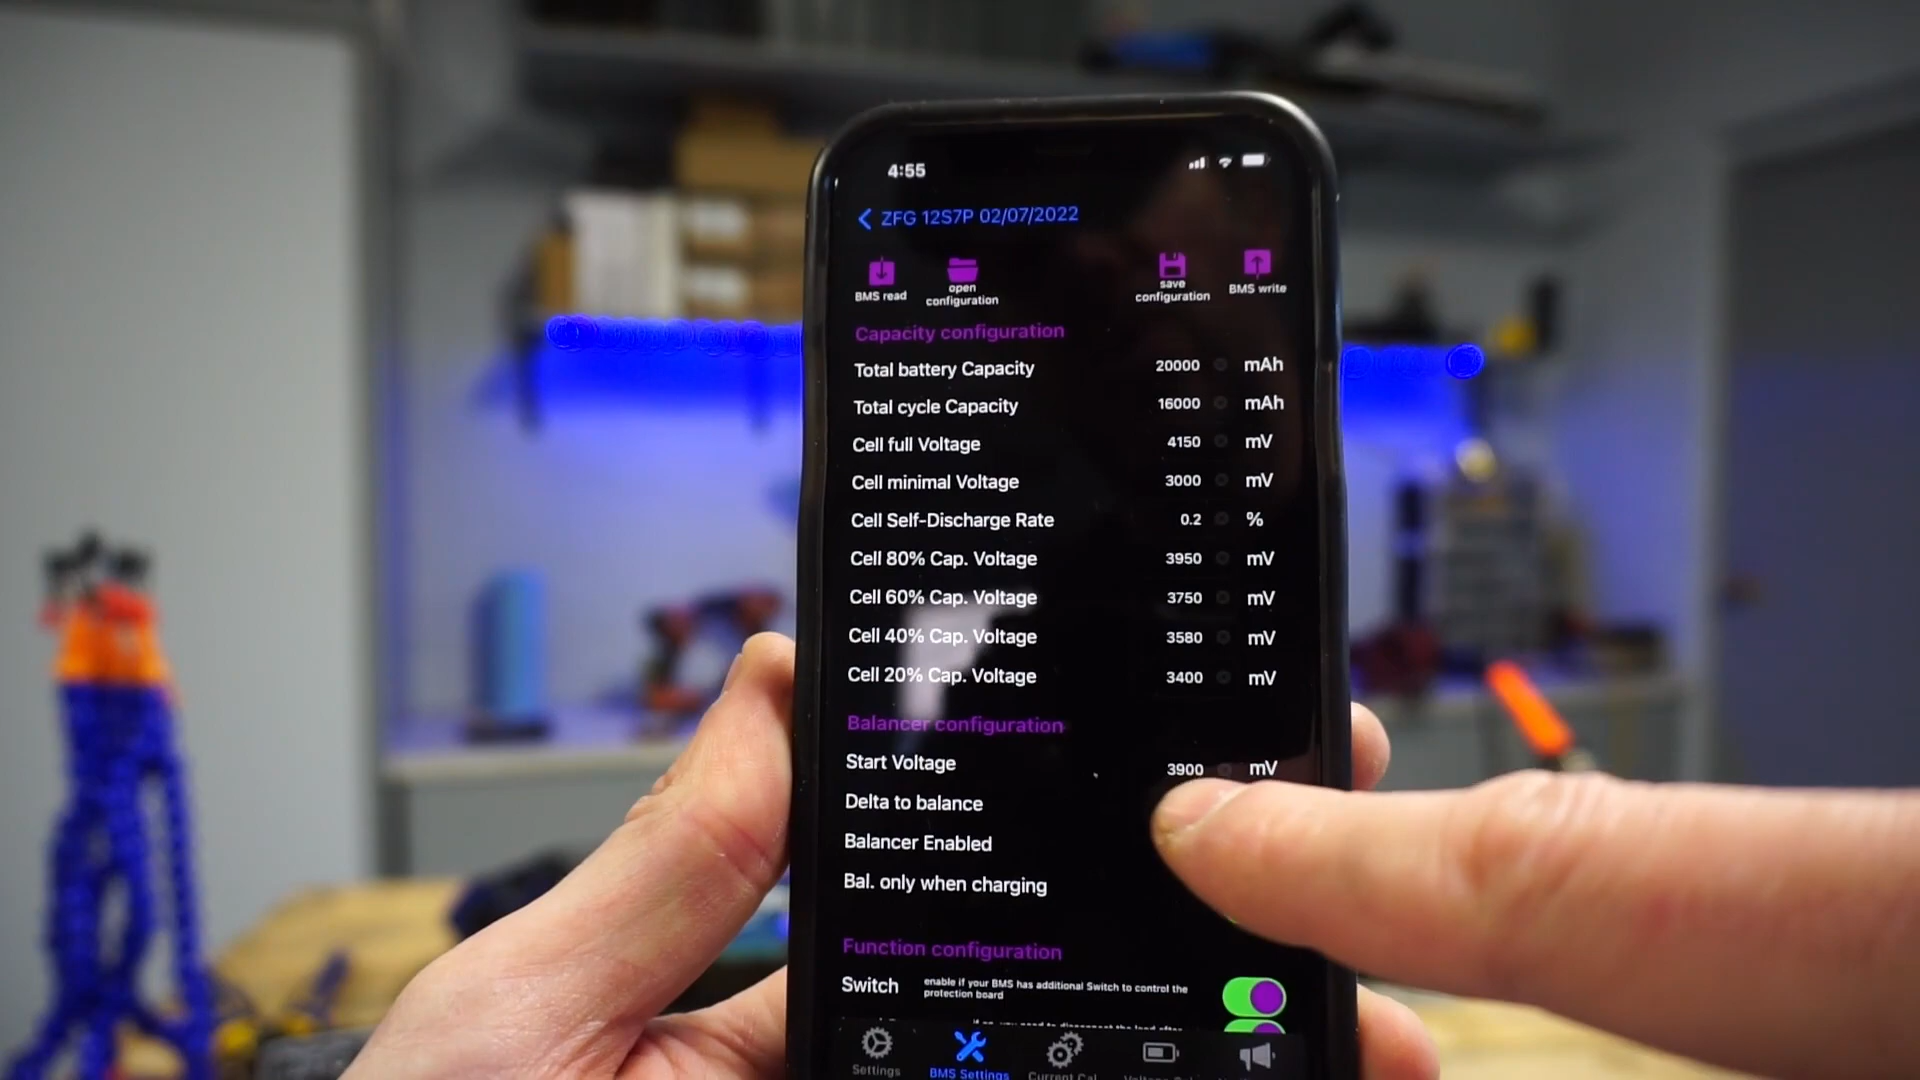 4:55
ZFG 12S7P 02/07/2022
BMS read
open configuration
save configuration
BMS write
Capacity configuration
Total battery Capacity 20000 mAh
Total cycle Capacity 16000 mAh
Cell full Voltage 4150 mV
Cell minimal Voltage 3000 mV
Cell Self-Discharge Rate 0.2 %
Cell 80% Cap. Voltage 3950 mV
Cell 60% Cap. Voltage 3750 mV
Cell 40% Cap. Voltage 3580 mV
Cell 20% Cap. Voltage 3400 mV
Balancer configuration
Start Voltage 3900 mV
Delta to balance
Balancer Enabled
Bal. only when charging
Function configuration
Switch enable if your BMS has additional Switch to control the
protection board
Settings
BMS Settings
Current Cal